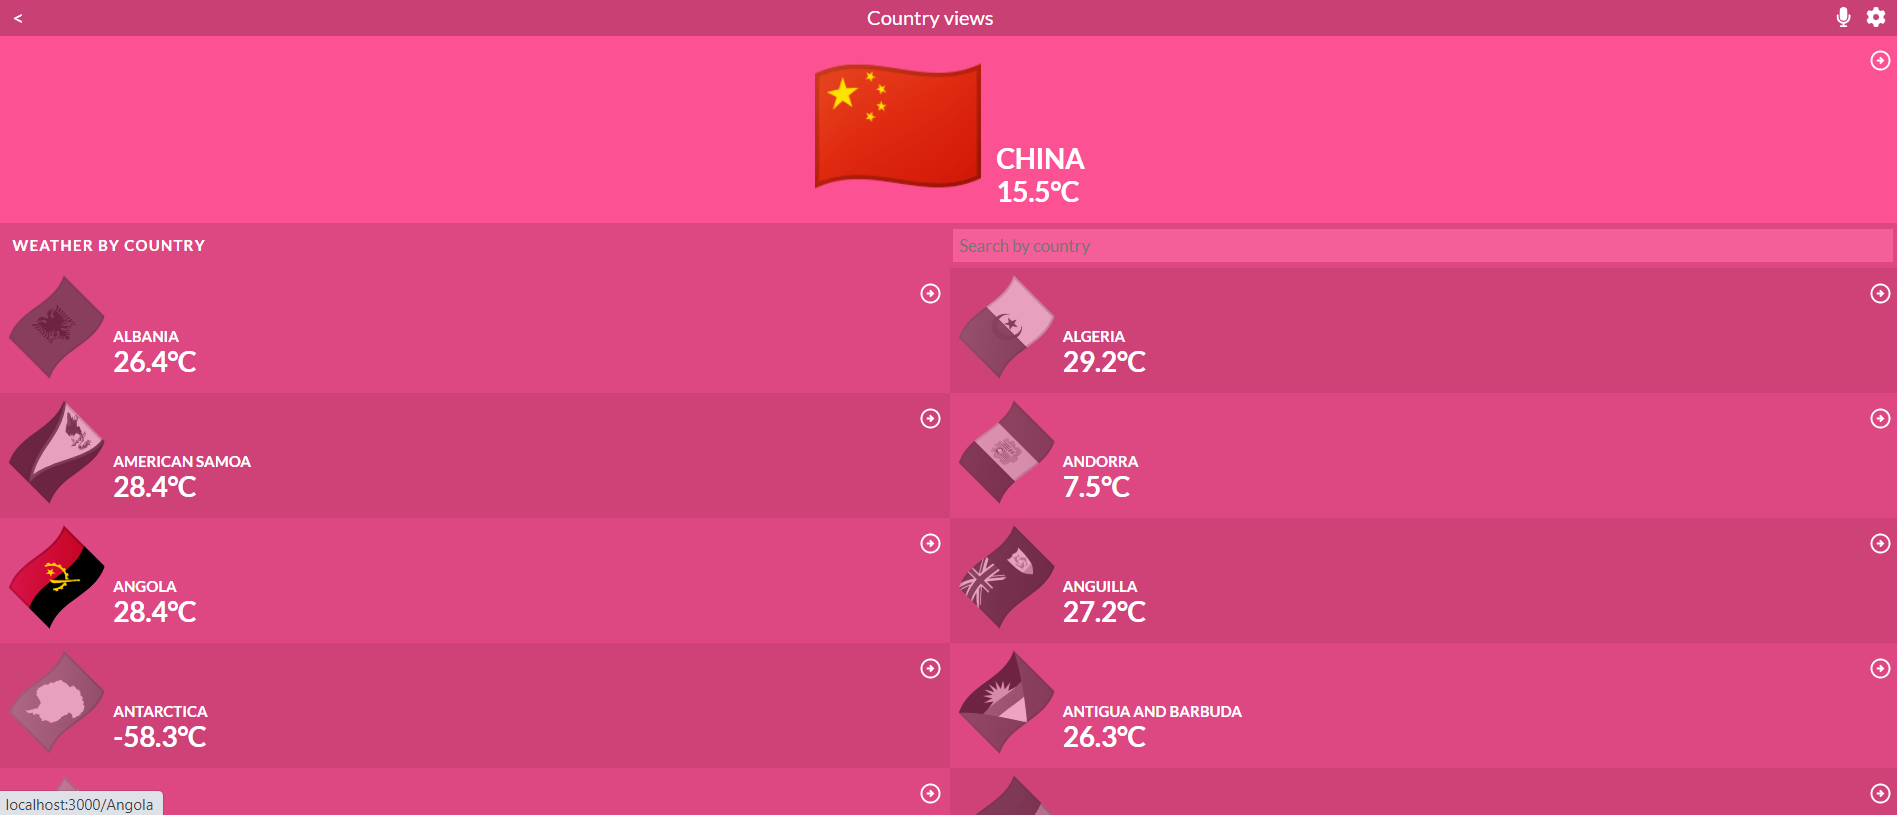 <
Country views
CHINA
15.5°C
WEATHER BY COUNTRY
Search by country
ALBANIA
26.4°C
ALGERIA
29.2°C
AMERICAN SAMOA
28.4°C
ANDORRA
7.5°C
ANGOLA
28.4°C
ANGUILLA
27.2°C
ANTARCTICA
-58.3°C
ANTIGUA AND BARBUDA
26.3°C
localhost:3000/Angola